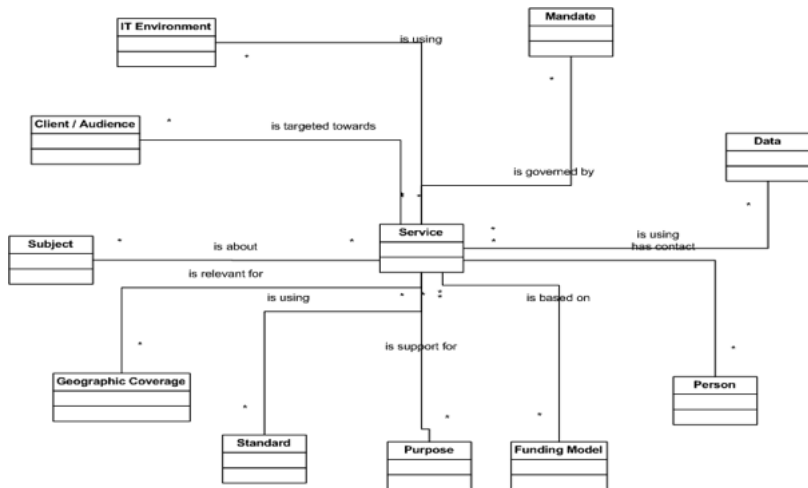 IT Environment
Mandate
is using
*
*
Client / Audience
*
is targeted towards
Data
is governed by
*
*
*
Service
*
Subject
*
is about
*
*
is using
has contact
is relevant for
is using
*
*
*
*
is based on
*
is support for
*
Geographic Coverage
Person
*
*
*
Standard
Purpose
Funding Model